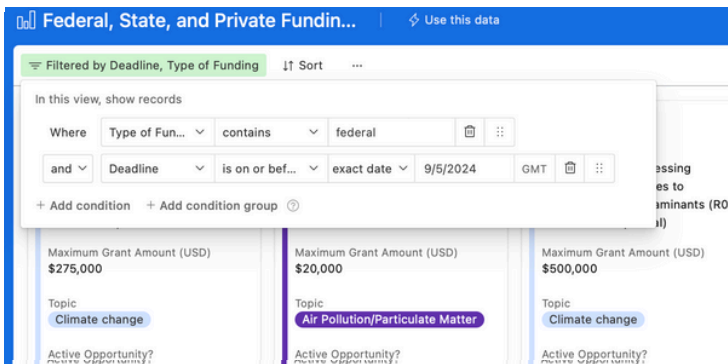 Federal, State, and Private Fundin... Use this data
Filtered by Deadline, Type of Funding Sort ...
In this view, show records
Where Type of Fun... contains federal
and Deadline is on or bef... exact date 9/5/2024 GMT
+ Add condition + Add condition group ?
essing
es to
aminants (R0
al)
Maximum Grant Amount (USD) Maximum Grant Amount (USD) Maximum Grant Amount (USD)
$275,000 $20,000 $500,000
Topic Topic Topic
Climate change Air Pollution/Particulate Matter Climate change
Active Opportunity? Active Opportunity? Active Opportunity?